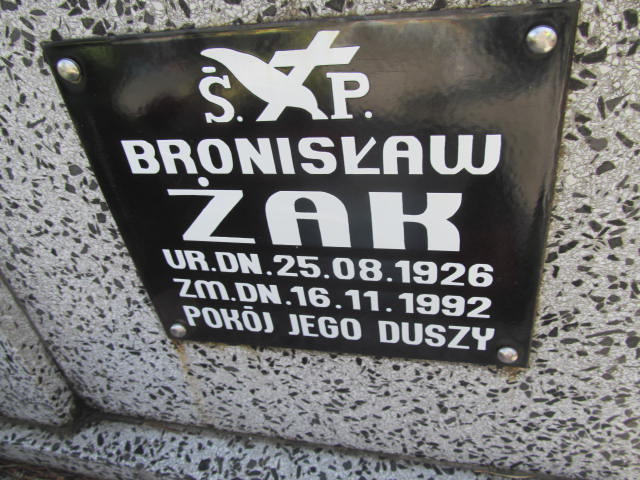 Ś. P.
BRONISŁAW
ŻAK
UR.DN.25.08.1926
ZM.DN.16.11.1992
POKÓJ JEGO DUSZY